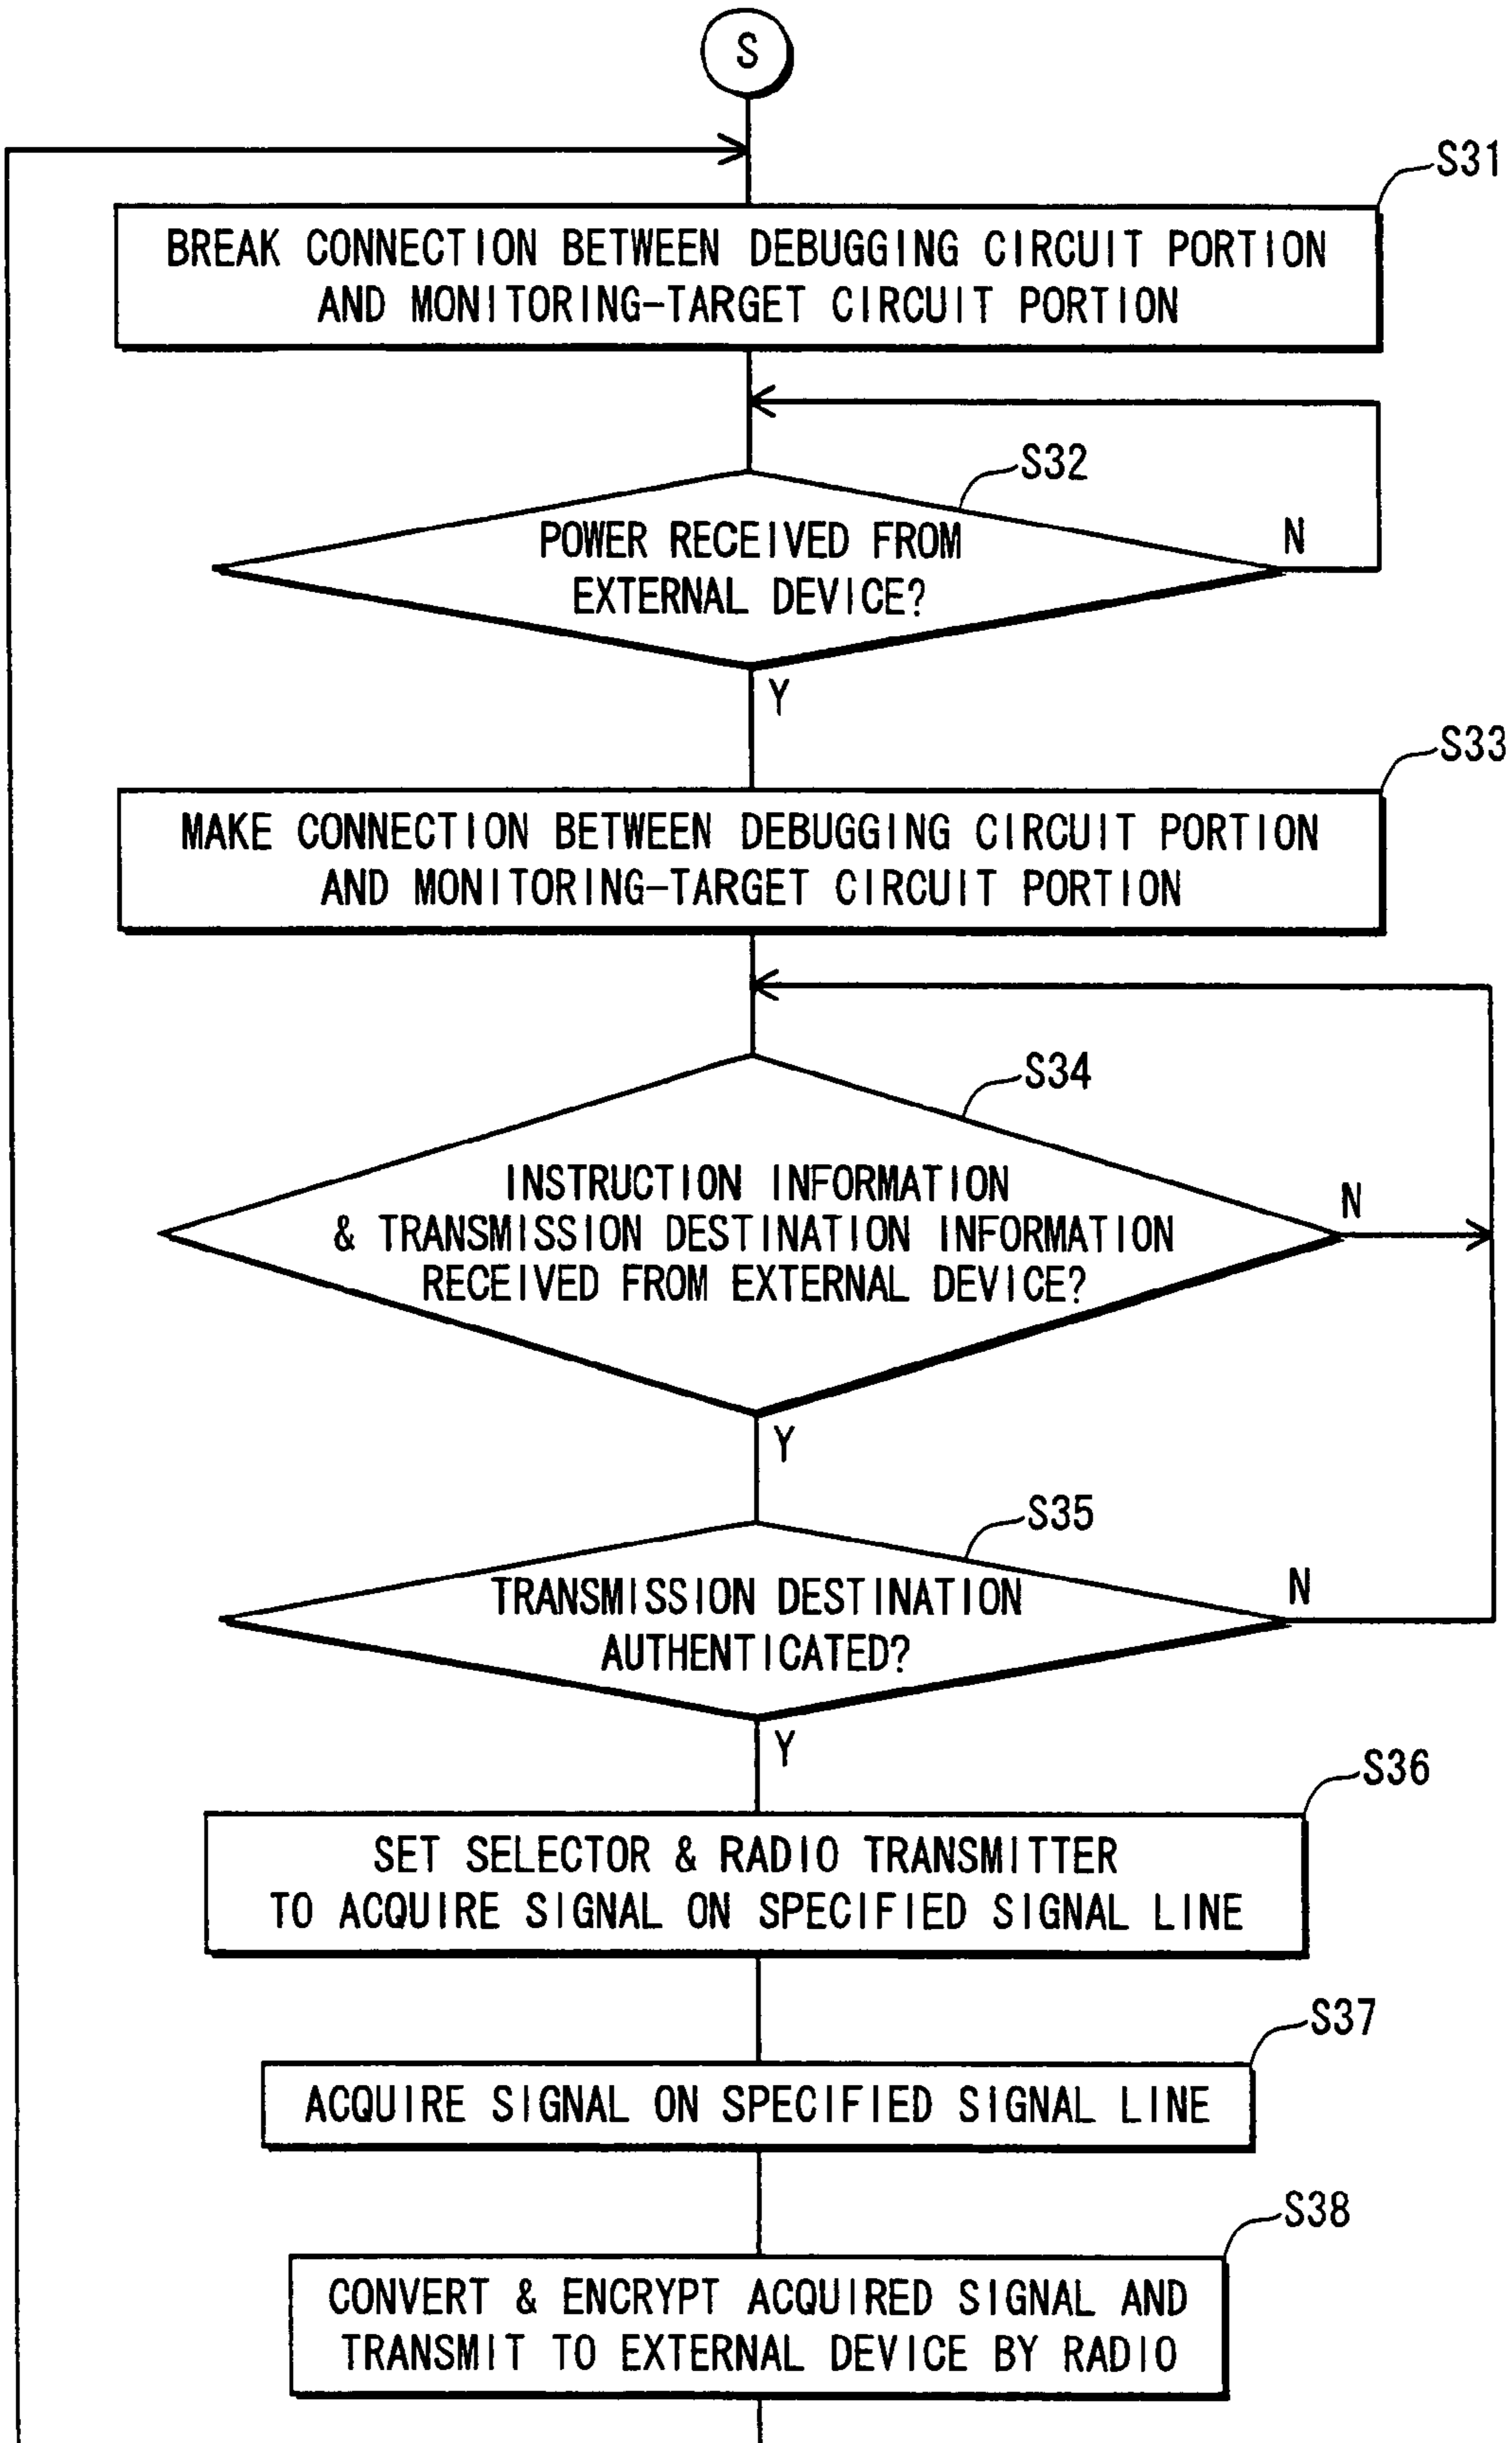 S
S31
BREAK CONNECTION BETWEEN DEBUGGING CIRCUIT PORTION
AND MONITORING-TARGET CIRCUIT PORTION
S32
POWER RECEIVED FROM
EXTERNAL DEVICE?
N
Y
S33
MAKE CONNECTION BETWEEN DEBUGGING CIRCUIT PORTION
AND MONITORING-TARGET CIRCUIT PORTION
S34
INSTRUCTION INFORMATION
& TRANSMISSION DESTINATION INFORMATION
RECEIVED FROM EXTERNAL DEVICE?
N
Y
S35
TRANSMISSION DESTINATION
AUTHENTICATED?
N
Y
S36
SET SELECTOR & RADIO TRANSMITTER
TO ACQUIRE SIGNAL ON SPECIFIED SIGNAL LINE
S37
ACQUIRE SIGNAL ON SPECIFIED SIGNAL LINE
S38
CONVERT & ENCRYPT ACQUIRED SIGNAL AND
TRANSMIT TO EXTERNAL DEVICE BY RADIO